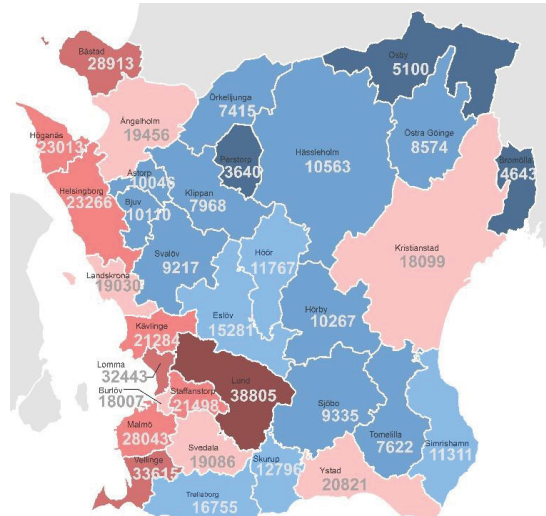 Båstad
28913
Osby
5100
Örkelljunga
7415
Ängelholm
19456
Höganäs
23013
Östra Göinge
8574
Perstorp
3640
Hässleholm
10563
Bromölla
4643
Åstorp
10046
Klippan
7968
Helsingborg
23266
Bjuv
10110
Kristianstad
18099
Svalöv
9217
Höör
11767
Landskrona
19030
Hörby
10267
Eslöv
15281
Kävlinge
21284
Lomma
32443
Burlöv
18007
Staffanstorp
21498
Lund
38805
Sjöbo
9335
Tomelilla
7622
Simrishamn
11311
Malmö
28043
Svedala
19086
Vellinge
33615
Skurup
12796
Ystad
20821
Trelleborg
16755